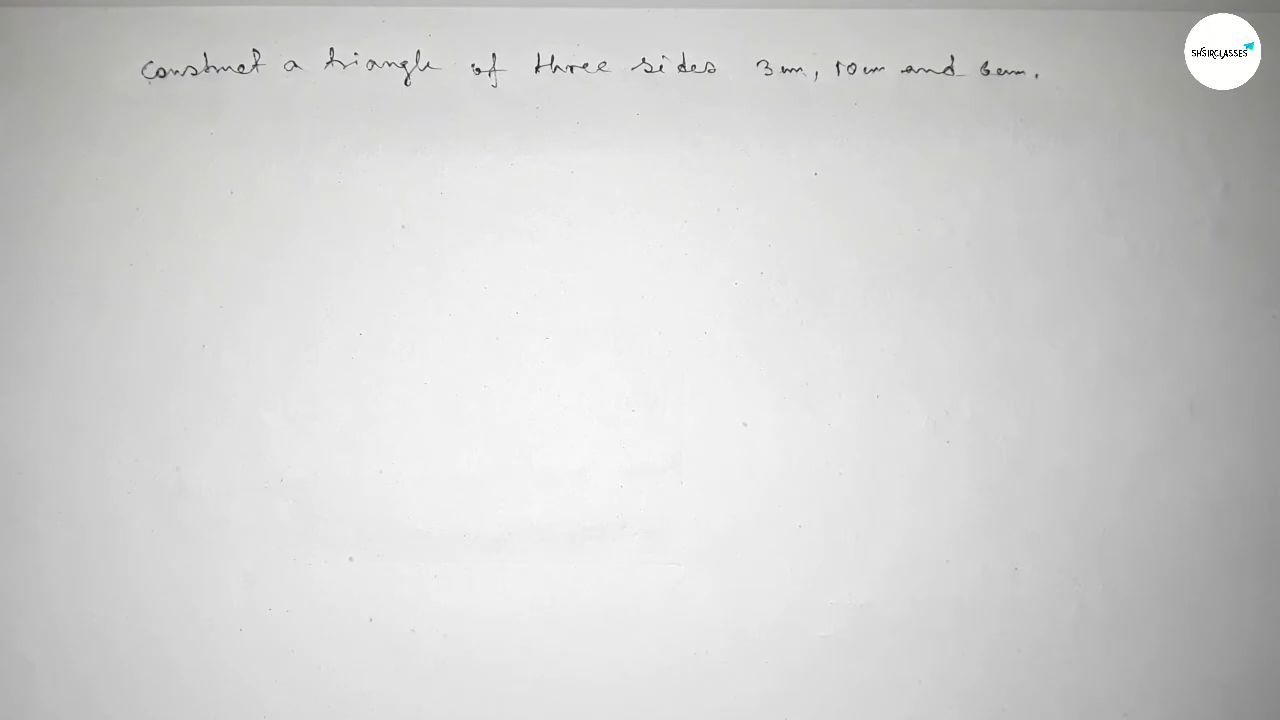 construct a triangle of three sides 3cm, 10cm and 6cm.
SHSIRCLASSES